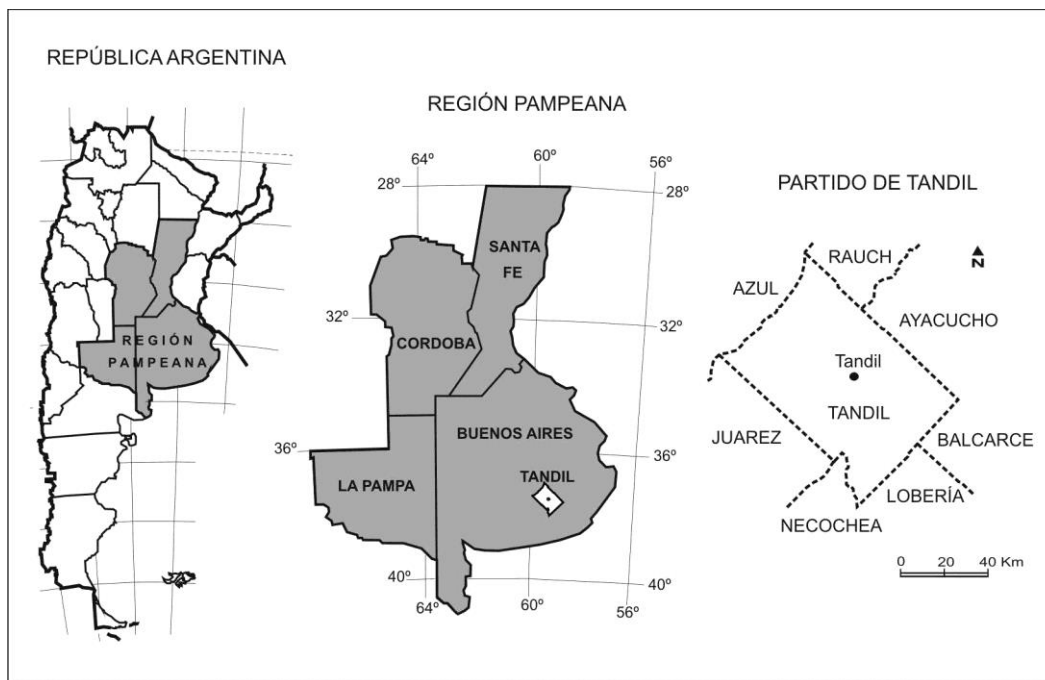 REPÚBLICA ARGENTINA
REGIÓN
PAMPEANA
REGIÓN PAMPEANA
64º
60º
56º
28º
28º
SANTA
FE
32º
32º
CORDOBA
36º
BUENOS AIRES
36º
LA PAMPA
TANDIL
40º
40º
64º
60º
56º
PARTIDO DE TANDIL
RAUCH
N
AZUL
AYACUCHO
Tandil
TANDIL
JUAREZ
BALCARCE
LOBERÍA
NECOCHEA
0 20 40 Km